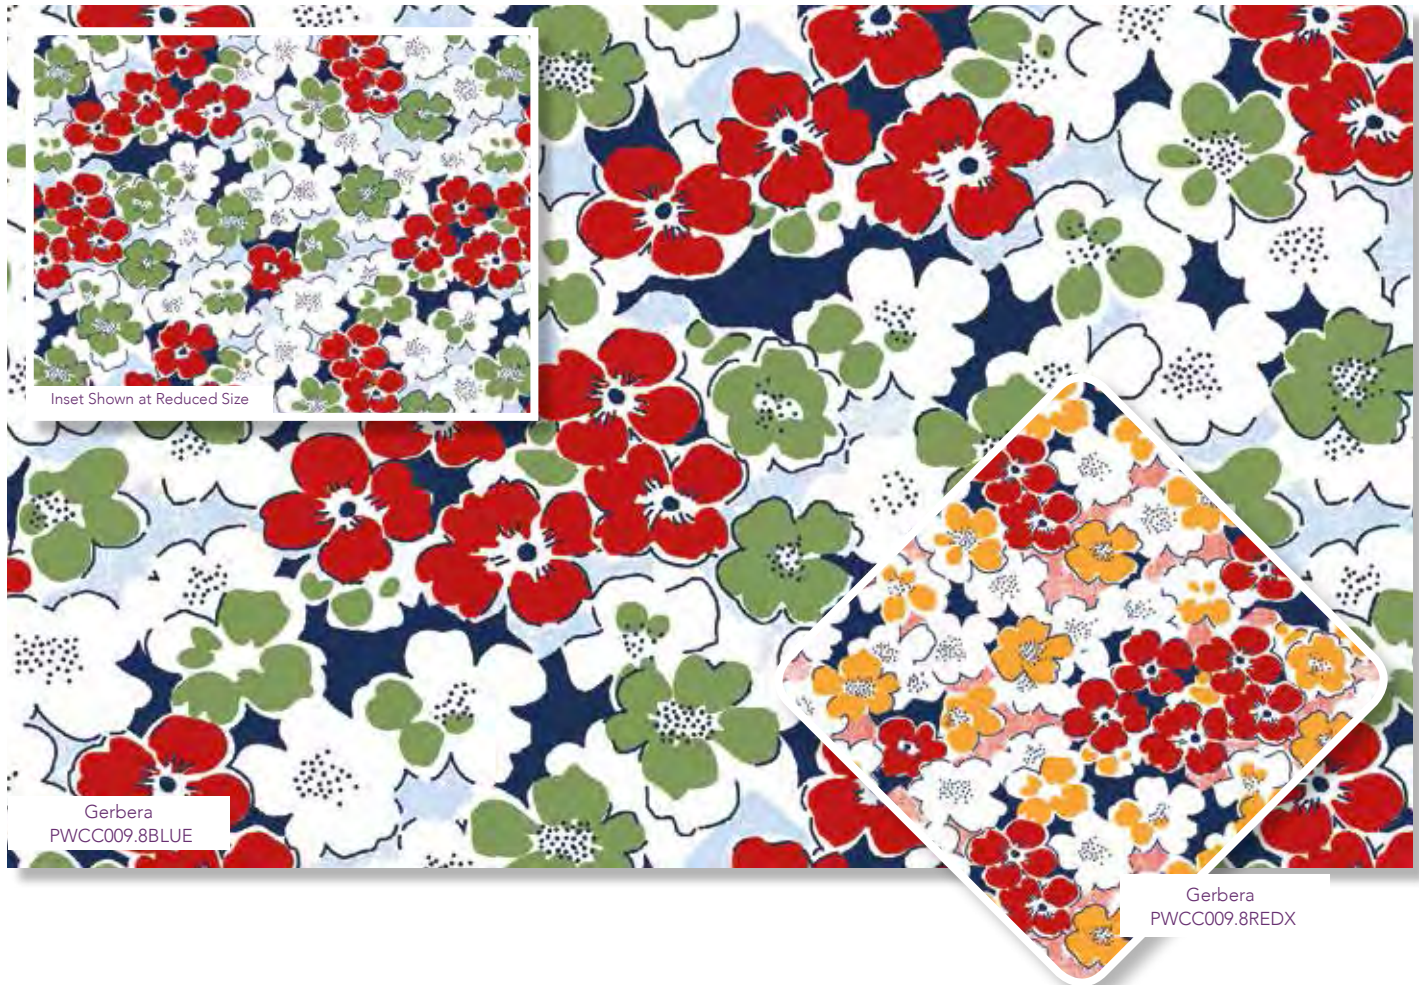 Inset Shown at Reduced Size
Gerbera
PWCC009.8BLUE
Gerbera
PWCC009.8REDX